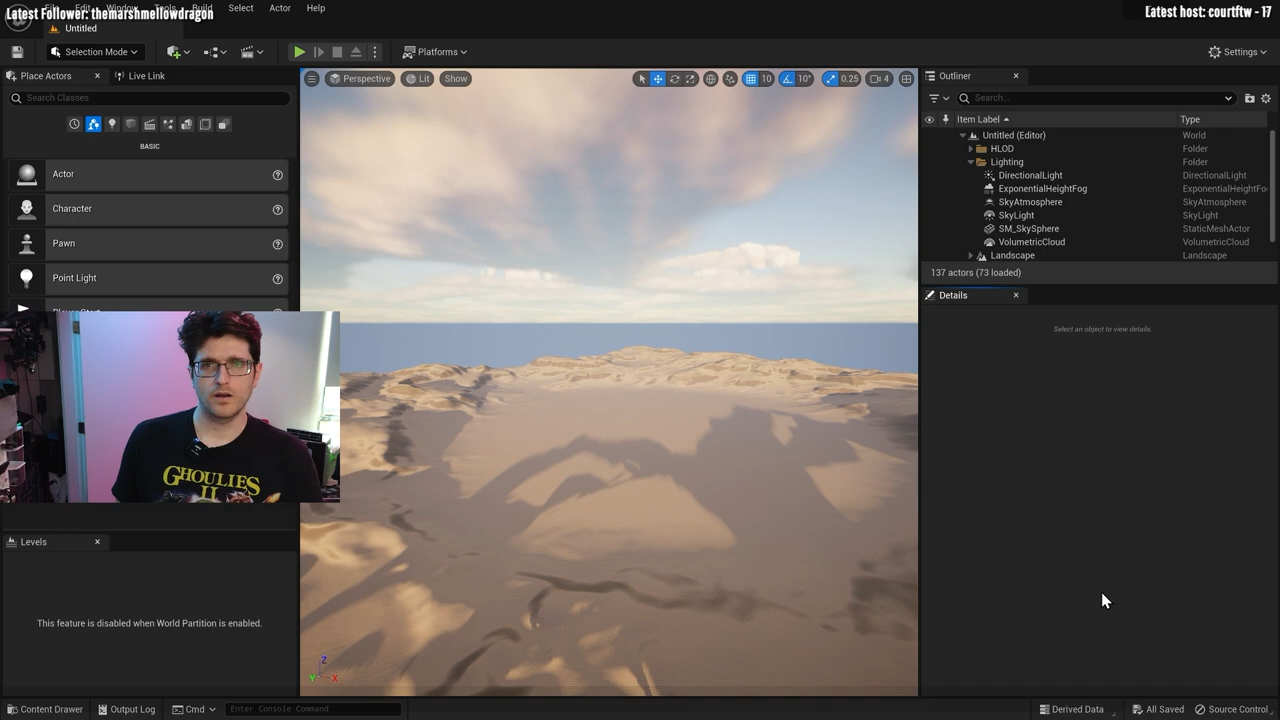 Latest Follower: themarshmellowdragon
Window
Tools
Build
Select
Actor
Help
Latest host: courtftw - 17
Untitled
Selection Mode
Platforms
Settings
Place Actors
Live Link
Perspective
Lit
Show
10
10°
0.25
4
Outliner
Search Classes
Search...
Item Label
Type
BASIC
Untitled (Editor)
World
HLOD
Folder
Lighting
Folder
Actor
DirectionalLight
DirectionalLight
ExponentialHeightFog
ExponentialHeightFo
Character
SkyAtmosphere
SkyAtmosphere
SkyLight
SkyLight
SM_SkySphere
StaticMeshActor
Pawn
VolumetricCloud
VolumetricCloud
Landscape
Landscape
Point Light
137 actors (73 loaded)
Details
Select an object to view details.
GHOULIES
II
Levels
This feature is disabled when World Partition is enabled.
Z
Y
X
Content Drawer
Output Log
Cmd
Enter Console Command
Derived Data
All Saved
Source Control